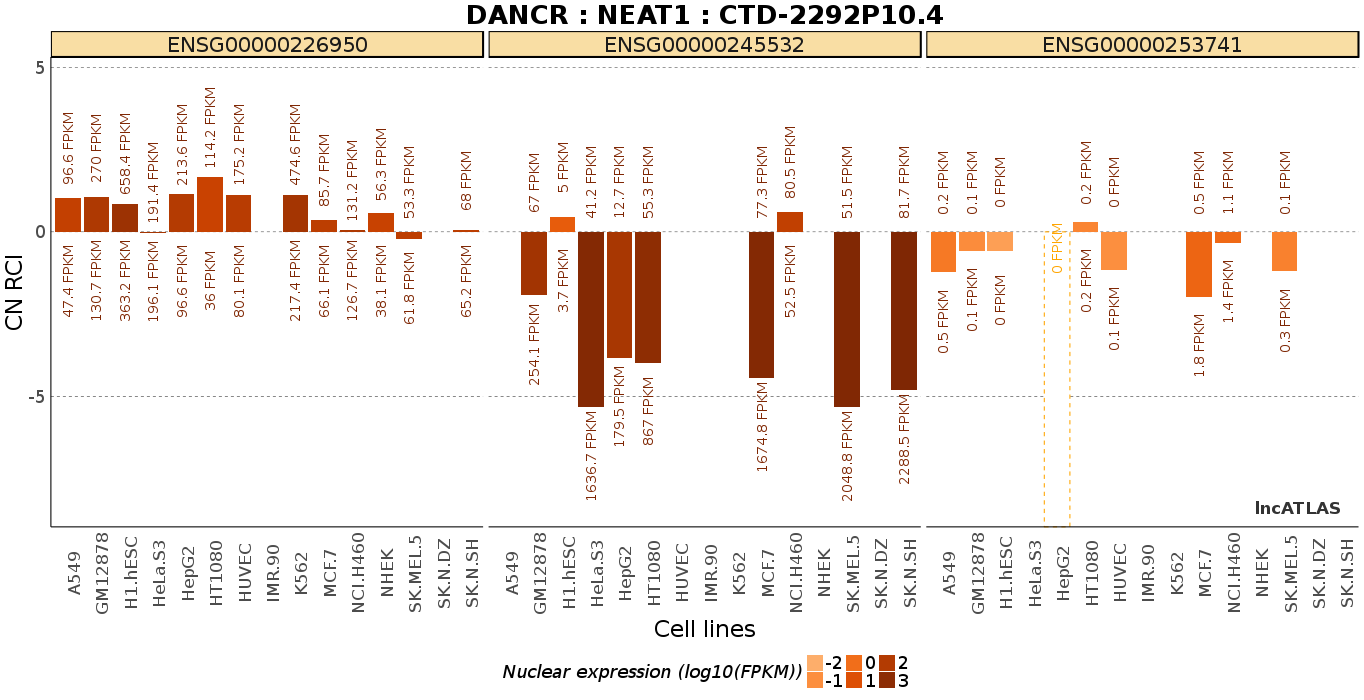 DANCR : NEAT1 : CTD-2292P10.4
ENSG00000226950 ENSG00000245532 ENSG00000253741
CN RCI
5
0
-5
96.6 FPKM 270 FPKM 658.4 FPKM 191.4 FPKM 213.6 FPKM 114.2 FPKM 175.2 FPKM 474.6 FPKM 85.7 FPKM 131.2 FPKM 56.3 FPKM 53.3 FPKM 68 FPKM
47.4 FPKM 130.7 FPKM 363.2 FPKM 196.1 FPKM 96.6 FPKM 36 FPKM 80.1 FPKM 217.4 FPKM 66.1 FPKM 126.7 FPKM 38.1 FPKM 61.8 FPKM 65.2 FPKM
67 FPKM 5 FPKM 41.2 FPKM 12.7 FPKM 55.3 FPKM 77.3 FPKM 80.5 FPKM 51.5 FPKM 81.7 FPKM
254.1 FPKM 3.7 FPKM 1636.7 FPKM 179.5 FPKM 867 FPKM 1674.8 FPKM 52.5 FPKM 2048.8 FPKM 2288.5 FPKM
0.2 FPKM 0.1 FPKM 0 FPKM 0 FPKM 0.2 FPKM 0 FPKM 0.5 FPKM 1.1 FPKM 0.1 FPKM
0.5 FPKM 0.1 FPKM 0 FPKM 0.2 FPKM 0.1 FPKM 1.8 FPKM 1.4 FPKM 0.3 FPKM
lncATLAS
A549 GM12878 H1.hESC HeLa.S3 HepG2 HT1080 HUVEC IMR.90 K562 MCF.7 NCI.H460 NHEK SK.MEL.5 SK.N.DZ SK.N.SH
A549 GM12878 H1.hESC HeLa.S3 HepG2 HT1080 HUVEC IMR.90 K562 MCF.7 NCI.H460 NHEK SK.MEL.5 SK.N.DZ SK.N.SH
A549 GM12878 H1.hESC HeLa.S3 HepG2 HT1080 HUVEC IMR.90 K562 MCF.7 NCI.H460 NHEK SK.MEL.5 SK.N.DZ SK.N.SH
Cell lines
Nuclear expression (log10(FPKM)) -2 0 2
-1 1 3